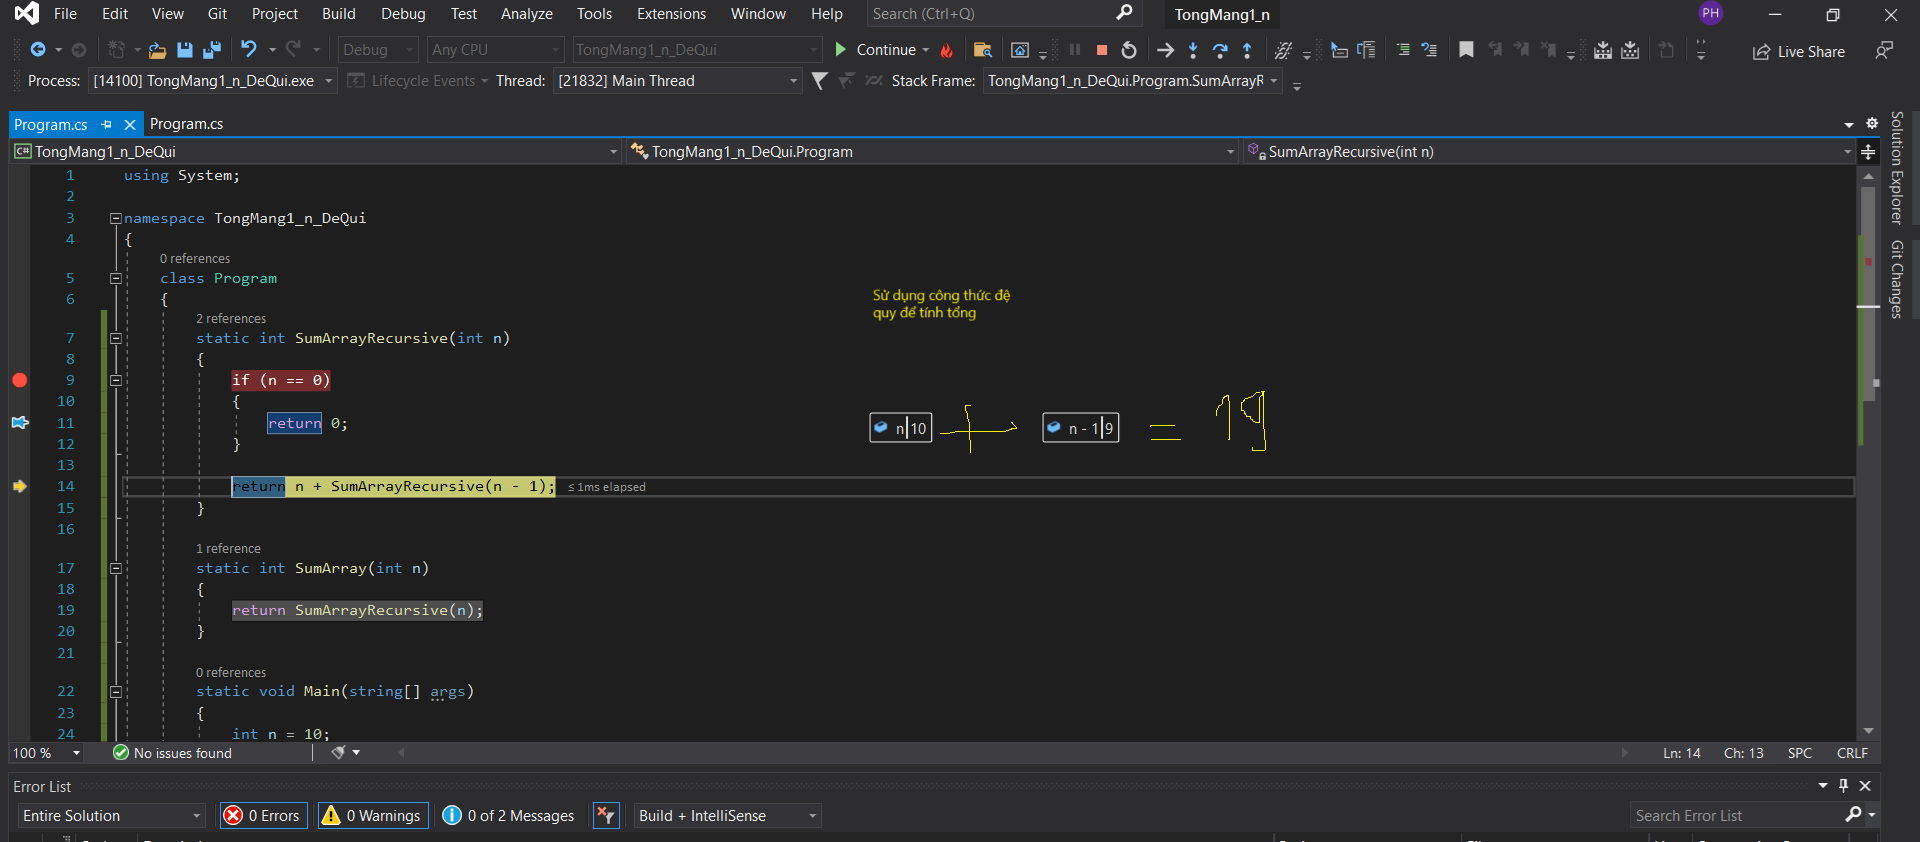 File Edit View Git Project Build Debug Test Analyze Tools Extensions Window Help Search (Ctrl+Q) TongMang1_n PH
Debug Any CPU TongMang1_n_DeQui Continue Live Share
Process: [14100] TongMang1_n_DeQui.exe Lifecycle Events Thread: [21832] Main Thread Stack Frame: TongMang1_n_DeQui.Program.SumArrayR
Program.cs Program.cs
C# TongMang1_n_DeQui TongMang1_n_DeQui.Program SumArrayRecursive(int n)
Solution Explorer
Git Changes
1 using System;
2
3 namespace TongMang1_n_DeQui
4 {
0 references
5 class Program
6 {
Sử dụng công thức đệ
quy để tính tổng
2 references
7 static int SumArrayRecursive(int n)
8 {
9 if (n == 0)
10 {
11 return 0;
12 }
n|10 + n - 1|9 = 19
13
14 return n + SumArrayRecursive(n - 1); ≤ 1ms elapsed
15 }
16
1 reference
17 static int SumArray(int n)
18 {
19 return SumArrayRecursive(n);
20 }
21
0 references
22 static void Main(string[] args)
23 {
24 int n = 10;
100 % No issues found Ln: 14 Ch: 13 SPC CRLF
Error List
Entire Solution 0 Errors 0 Warnings 0 of 2 Messages Build + IntelliSense Search Error List